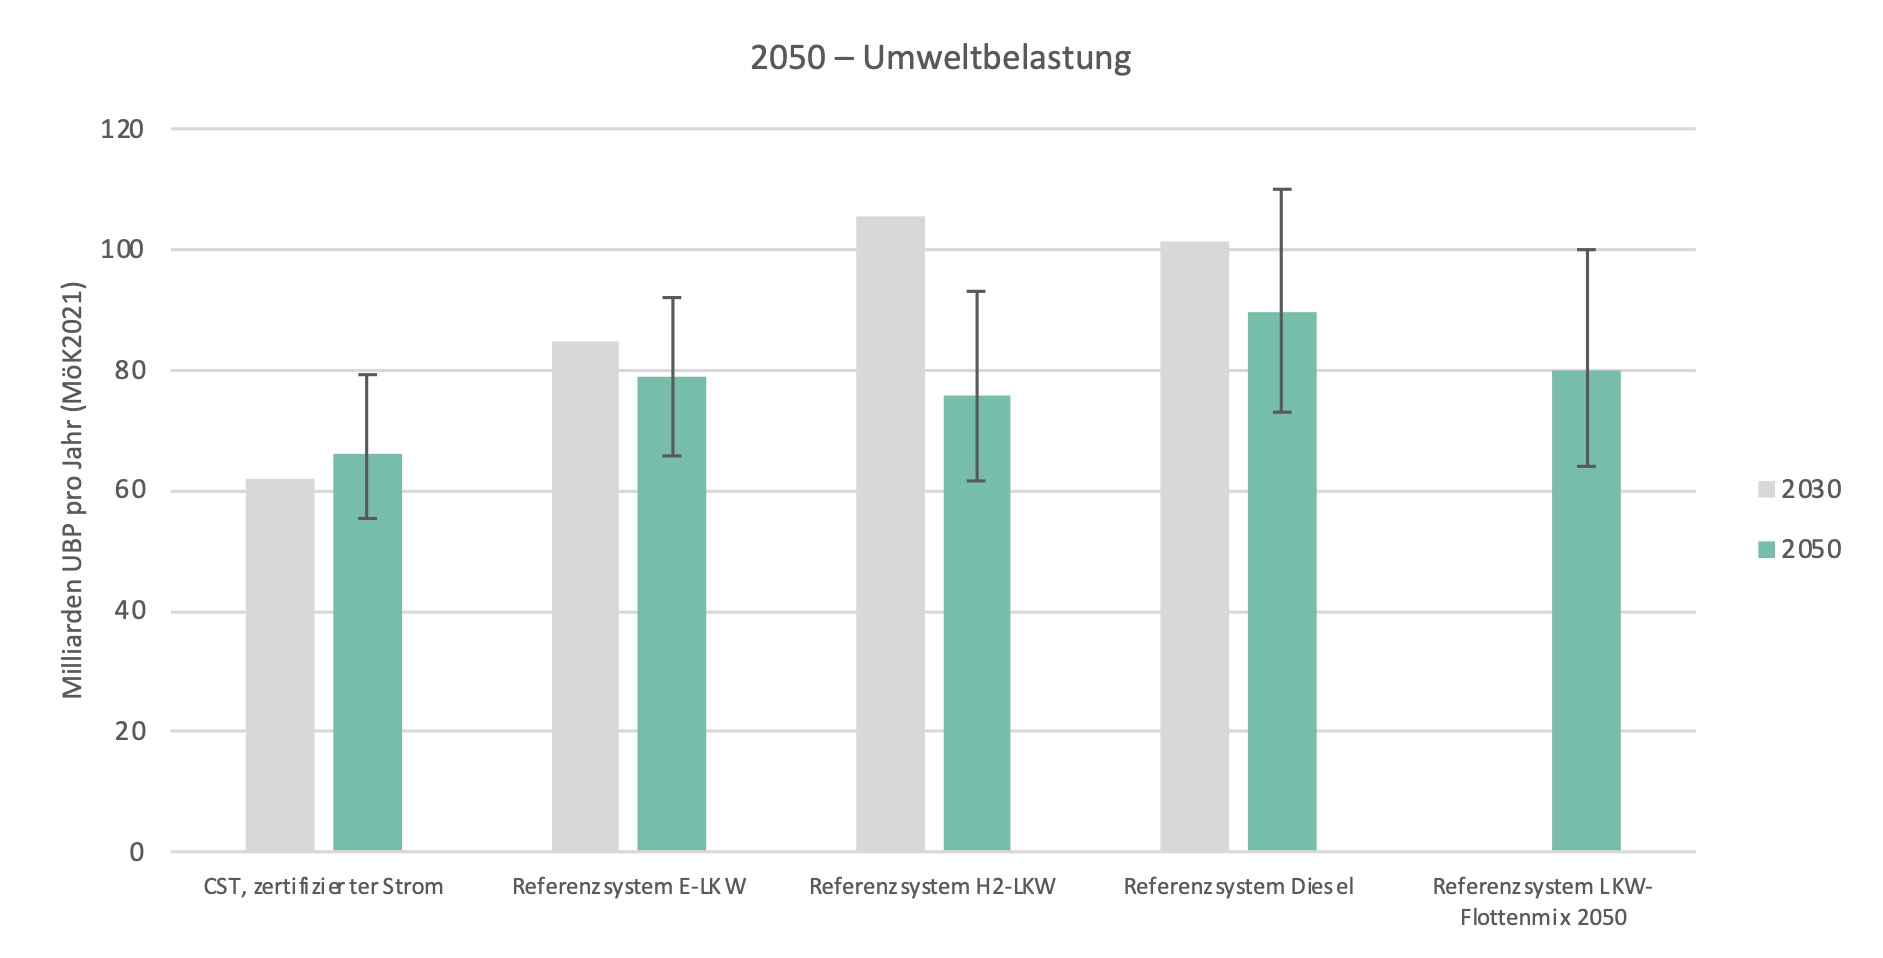 2050 – Umweltbelastung
Milliarden UBP pro Jahr (MöK2021)
120
100
80
60
40
20
0
CST, zertifizierter Strom
Referenzsystem E-LKW
Referenzsystem H2-LKW
Referenzsystem Diesel
Referenzsystem LKW-
Flottenmix 2050
2030
2050